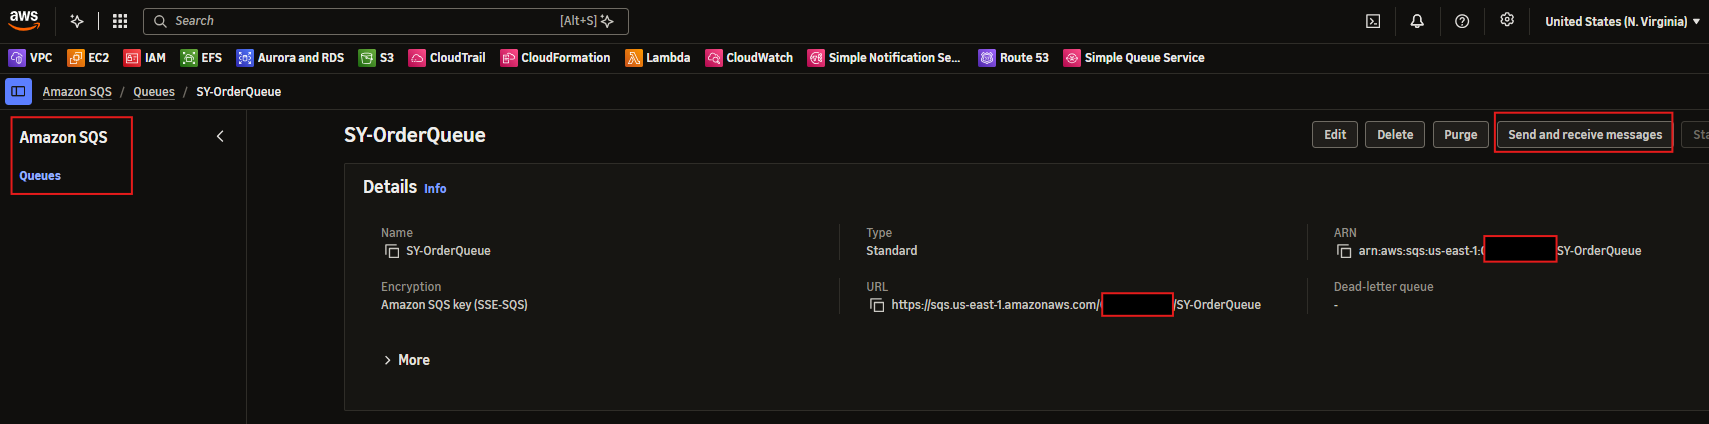 aws
Search [Alt+S]
United States (N. Virginia)
VPC EC2 IAM EFS Aurora and RDS S3 CloudTrail CloudFormation Lambda CloudWatch Simple Notification Se... Route 53 Simple Queue Service
Amazon SQS / Queues / SY-OrderQueue
Amazon SQS
Queues
SY-OrderQueue
Edit Delete Purge Send and receive messages
Details Info
Name
SY-OrderQueue
Type
Standard
ARN
arn:aws:sqs:us-east-1: SY-OrderQueue
Encryption
Amazon SQS key (SSE-SQS)
URL
https://sqs.us-east-1.amazonaws.com/ /SY-OrderQueue
Dead-letter queue
-
More